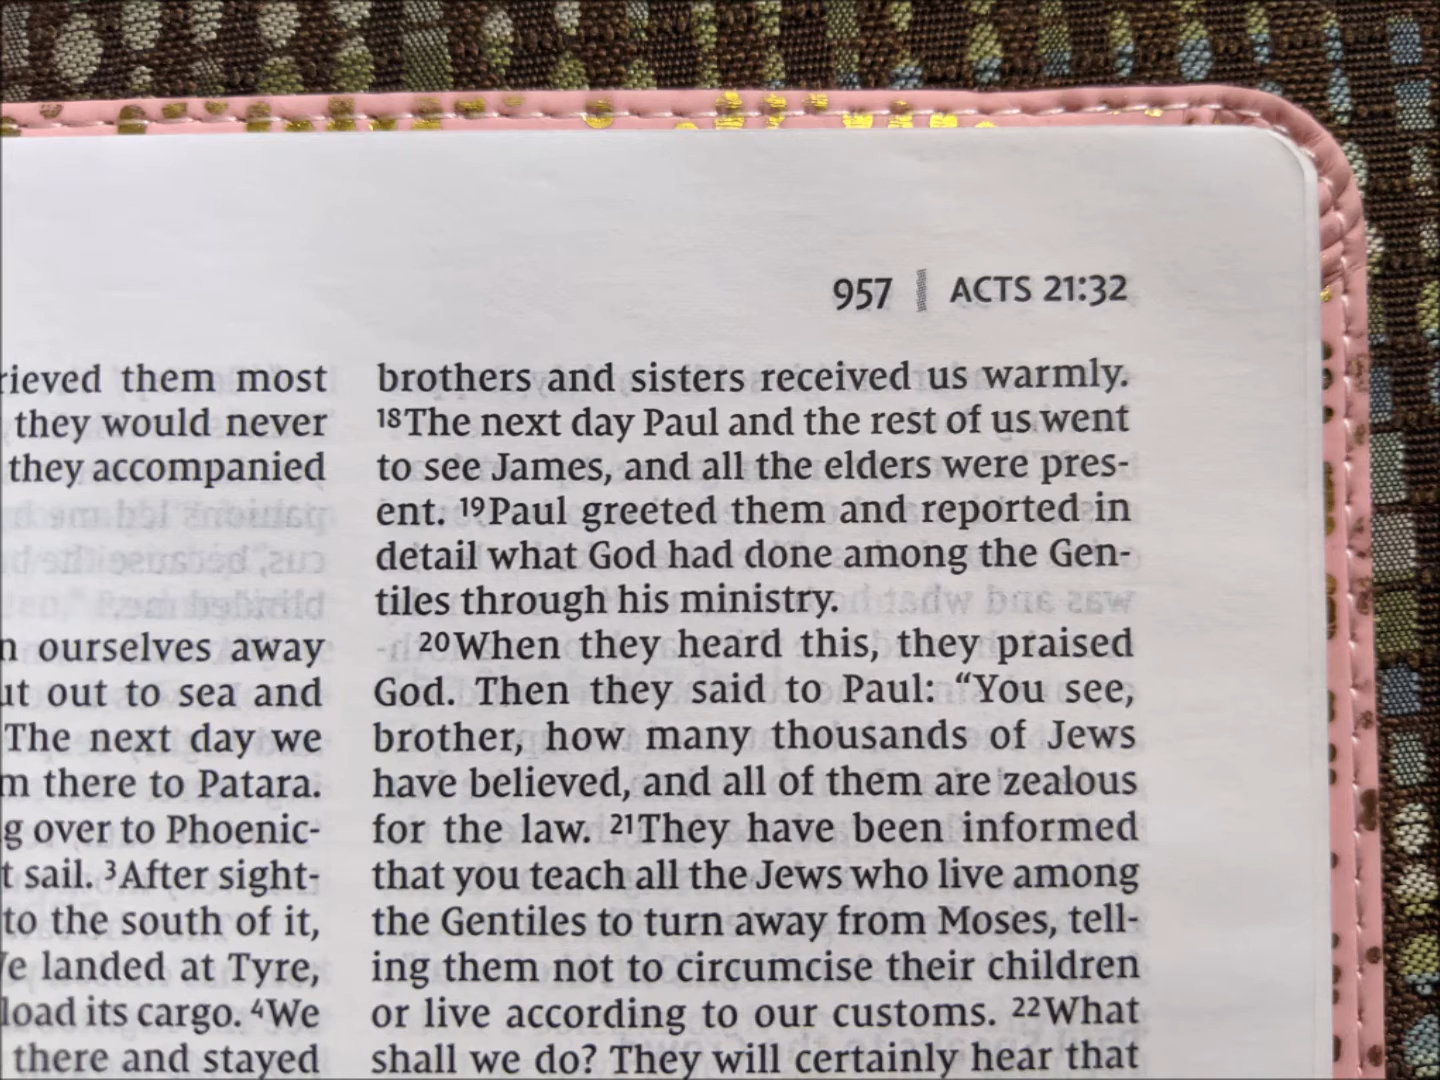 957 | ACTS 21:32
them most
they would never
they accompanied
ourselves away
out to sea and
The next day we
there to Patara.
over to Phoenic-
sail. 3After sight-
to the south of it,
landed at Tyre,
load its cargo. 4We
there and stayed
brothers and sisters received us warmly.
18The next day Paul and the rest of us went
to see James, and all the elders were pres-
ent. 19Paul greeted them and reported in
detail what God had done among the Gen-
tiles through his ministry.
20When they heard this, they praised
God. Then they said to Paul: “You see,
brother, how many thousands of Jews
have believed, and all of them are zealous
for the law. 21They have been informed
that you teach all the Jews who live among
the Gentiles to turn away from Moses, tell-
ing them not to circumcise their children
or live according to our customs. 22What
shall we do? They will certainly hear that